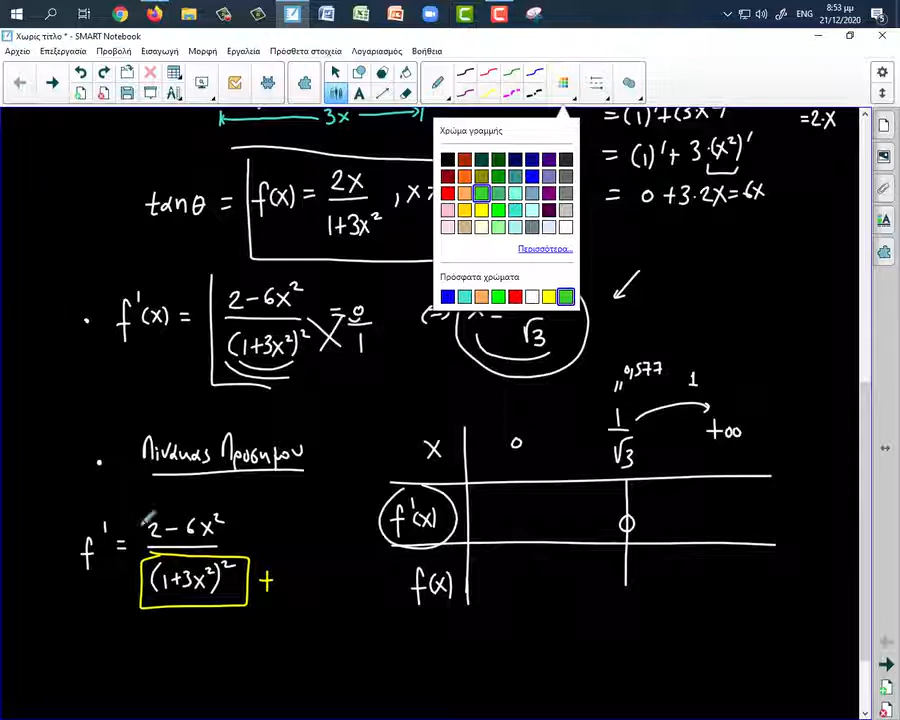 ENG
8:53 μμ
21/12/2020
Χωρίς τίτλο * - SMART Notebook
Αρχείο Επεξεργασία Προβολή Εισαγωγή Μορφή Εργαλεία Πρόσθετα στοιχεία Λογαριασμός Βοήθεια
3x
=(1)'+(3·x²)'
=2·x
= (1)'+ 3·(x²)'
= 0+3·2x=6x
tanθ = f(x) = 2x / 1+3x² , x
Χρώμα γραμμής
Περισσότερα...
Πρόσφατα χρώματα
· f'(x) = 2-6x² / (1+3x²)² = 0 / 1
√3
0,577 1
· Πίνακας Προσήμου
x 0 1/√3 +∞
f'(x) 0
f' = 2-6x² / (1+3x²)² +
f(x)